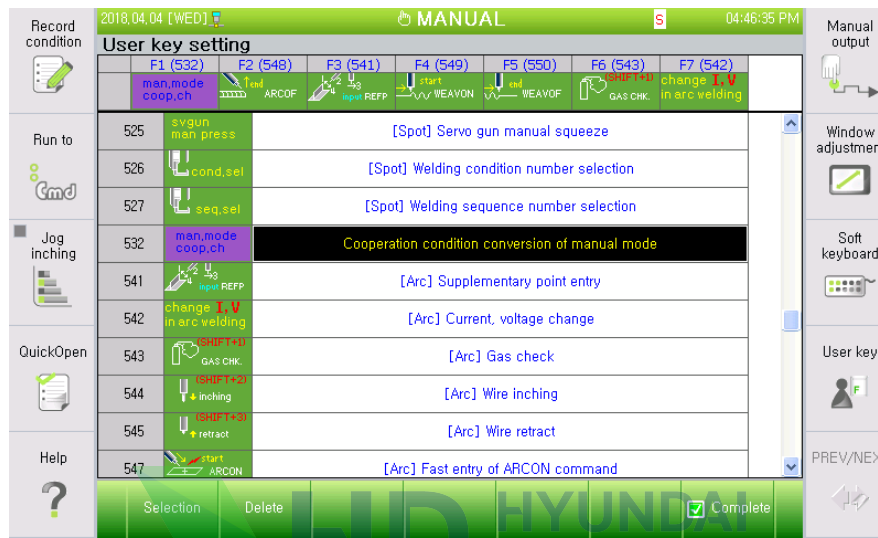 2018,04,04 [WED]
MANUAL
S
04:46:35 PM
User key setting
Record
condition
Run to
Cmd
Jog
inching
QuickOpen
Help
F1 (532) F2 (548) F3 (541) F4 (549) F5 (550) F6 (543) F7 (542)
man,mode
coop,ch
end
ARCOF
input REFP
start
WEAVON
end
WEAVOF
(SHIFT+1)
GAS CHK.
change I, V
in arc welding
525 svgun
man press
[Spot] Servo gun manual squeeze
526 cond,sel [Spot] Welding condition number selection
527 seq,sel [Spot] Welding sequence number selection
532 man,mode
coop,ch
Cooperation condition conversion of manual mode
541 input REFP [Arc] Supplementary point entry
542 change I, V
in arc welding
[Arc] Current, voltage change
543 (SHIFT+1)
GAS CHK.
[Arc] Gas check
544 (SHIFT+2)
inching
[Arc] Wire inching
545 (SHIFT+3)
retract
[Arc] Wire retract
547 start
ARCON
[Arc] Fast entry of ARCON command
Manual
output
Window
adjustmer
Soft
keyboard
User key
F
PREV/NEX
Selection Delete Complete
HYUNDAI